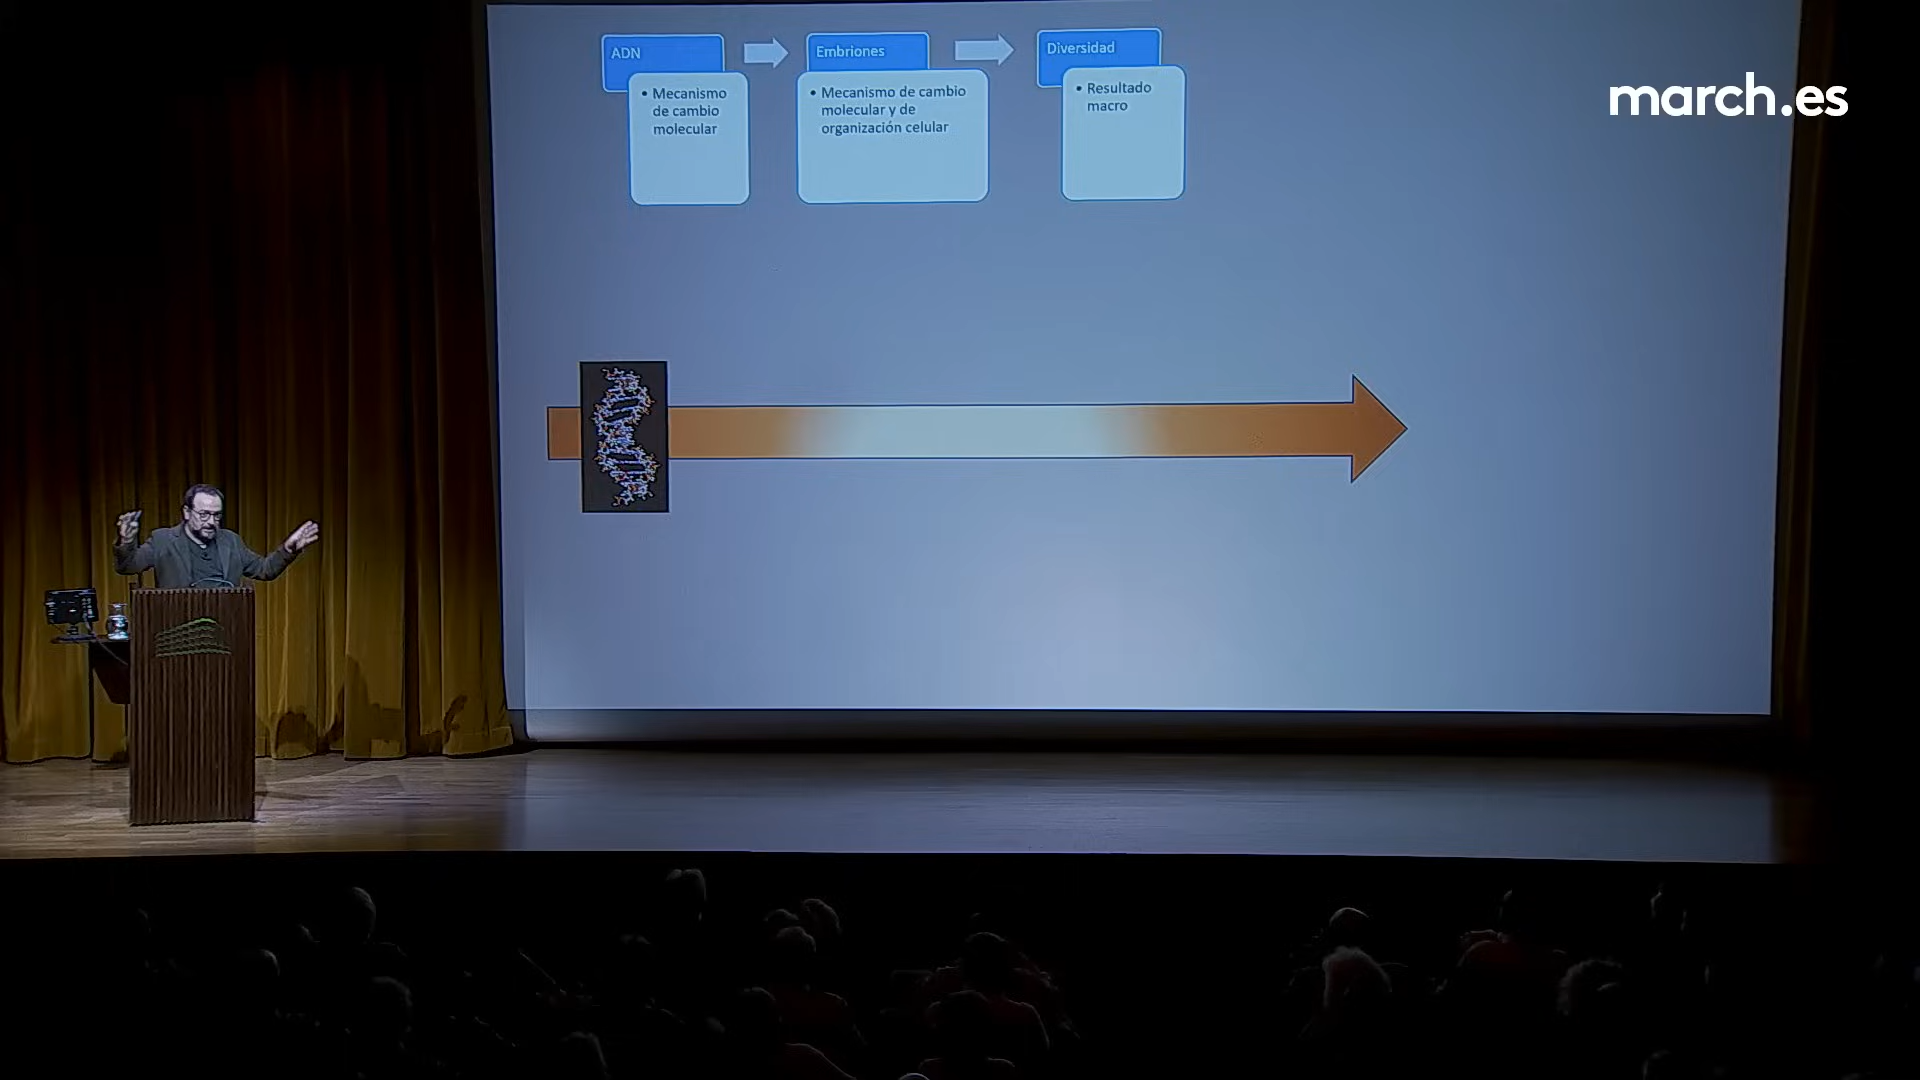 ADN
• Mecanismo
de cambio
molecular
Embriones
• Mecanismo de cambio
molecular y de
organización celular
Diversidad
• Resultado
macro
march.es